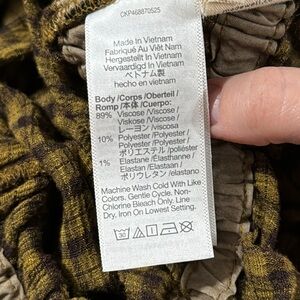 CKP468870525
Made In Vietnam
Fabriqué Au Viêt Nam
Hergestellt In Vietnam
Vervaardigd In Vietnam
ベトナム製
hecho en vietnam
Body /Corps /Oberteil /
Romp /本体 /Cuerpo:
89% Viscose /Viscose /
Viskose /Viscose /
レーヨン /viscosa
10% Polyester /Polyester /
Polyester /Polyester /
ポリエステル /poliéster
1% Elastane /Élasthanne /
Elastan /Elastaan /
ポリウレタン /elastano
Machine Wash Cold With Like
Colors. Gentle Cycle. Non-
Chlorine Bleach Only. Line
Dry. Iron On Lowest Setting.